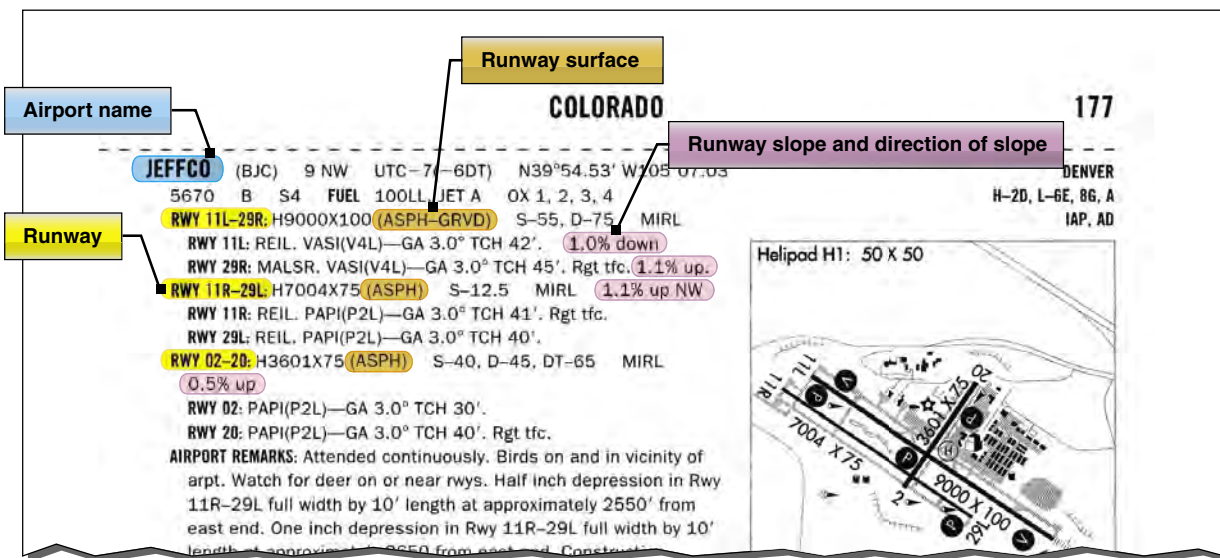 Runway surface
Airport name
COLORADO 177
Runway slope and direction of slope
JEFFCO (BJC) 9 NW UTC–7(–6DT) N39°54.53′ W105°07.03′
DENVER
5670 B S4 FUEL 100LL, JET A OX 1, 2, 3, 4
H–2D, L–6E, 8G, A
RWY 11L–29R: H9000X100 (ASPH–GRVD) S–55, D–75 MIRL
IAP, AD
Runway
RWY 11L: REIL. VASI(V4L)—GA 3.0° TCH 42′. 1.0% down
RWY 29R: MALSR. VASI(V4L)—GA 3.0° TCH 45′. Rgt tfc. 1.1% up.
RWY 11R–29L: H7004X75 (ASPH) S–12.5 MIRL 1.1% up NW
RWY 11R: REIL. PAPI(P2L)—GA 3.0° TCH 41′. Rgt tfc.
RWY 29L: REIL. PAPI(P2L)—GA 3.0° TCH 40′.
RWY 02–20: H3601X75 (ASPH) S–40, D–45, DT–65 MIRL
0.5% up
RWY 02: PAPI(P2L)—GA 3.0° TCH 30′.
RWY 20: PAPI(P2L)—GA 3.0° TCH 40′. Rgt tfc.
AIRPORT REMARKS: Attended continuously. Birds on and in vicinity of
arpt. Watch for deer on or near rwys. Half inch depression in Rwy
11R–29L full width by 10′ length at approximately 2550′ from
east end. One inch depression in Rwy 11R–29L full width by 10′
length at approximately 2650 from east end.
Helipad H1: 50 X 50
11L
11R
20
V
P
P
3601 X 75
7004 X 75
P
H
9000 X 100
2
P
29L
V